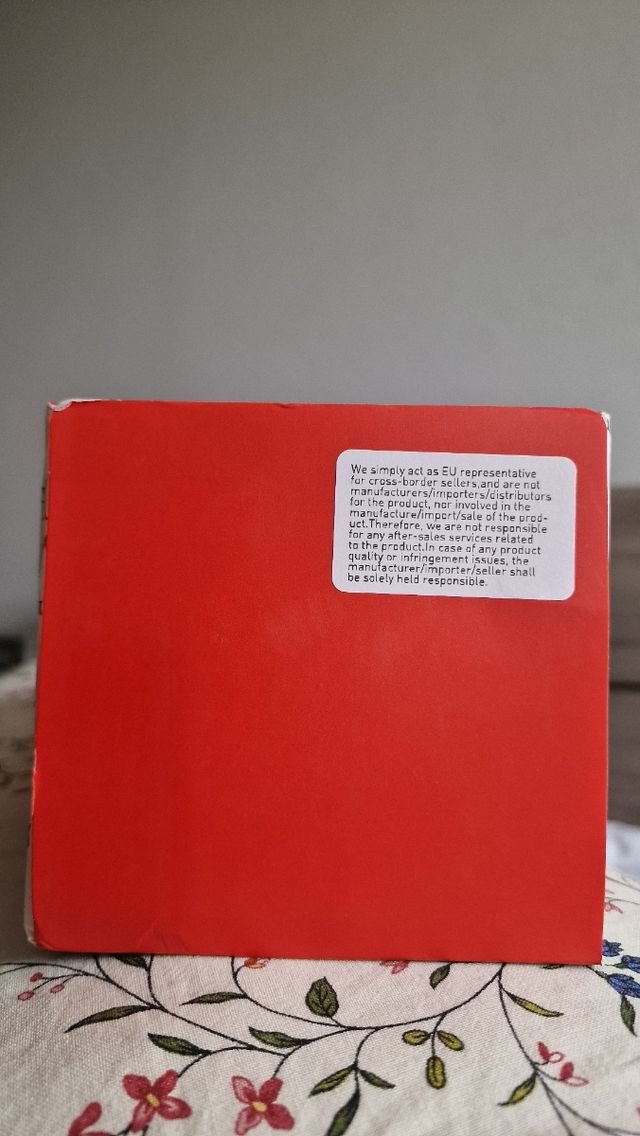 We simply act as EU representative
for cross-border sellers,and are not
manufacturers/importers/distributors
for the product, nor involved in the
manufacture/import/sale of the prod-
uct.Therefore, we are not responsible
for any after-sales services related
to the product.In case of any product
quality or infringement issues, the
manufacturer/importer/seller shall
be solely held responsible.